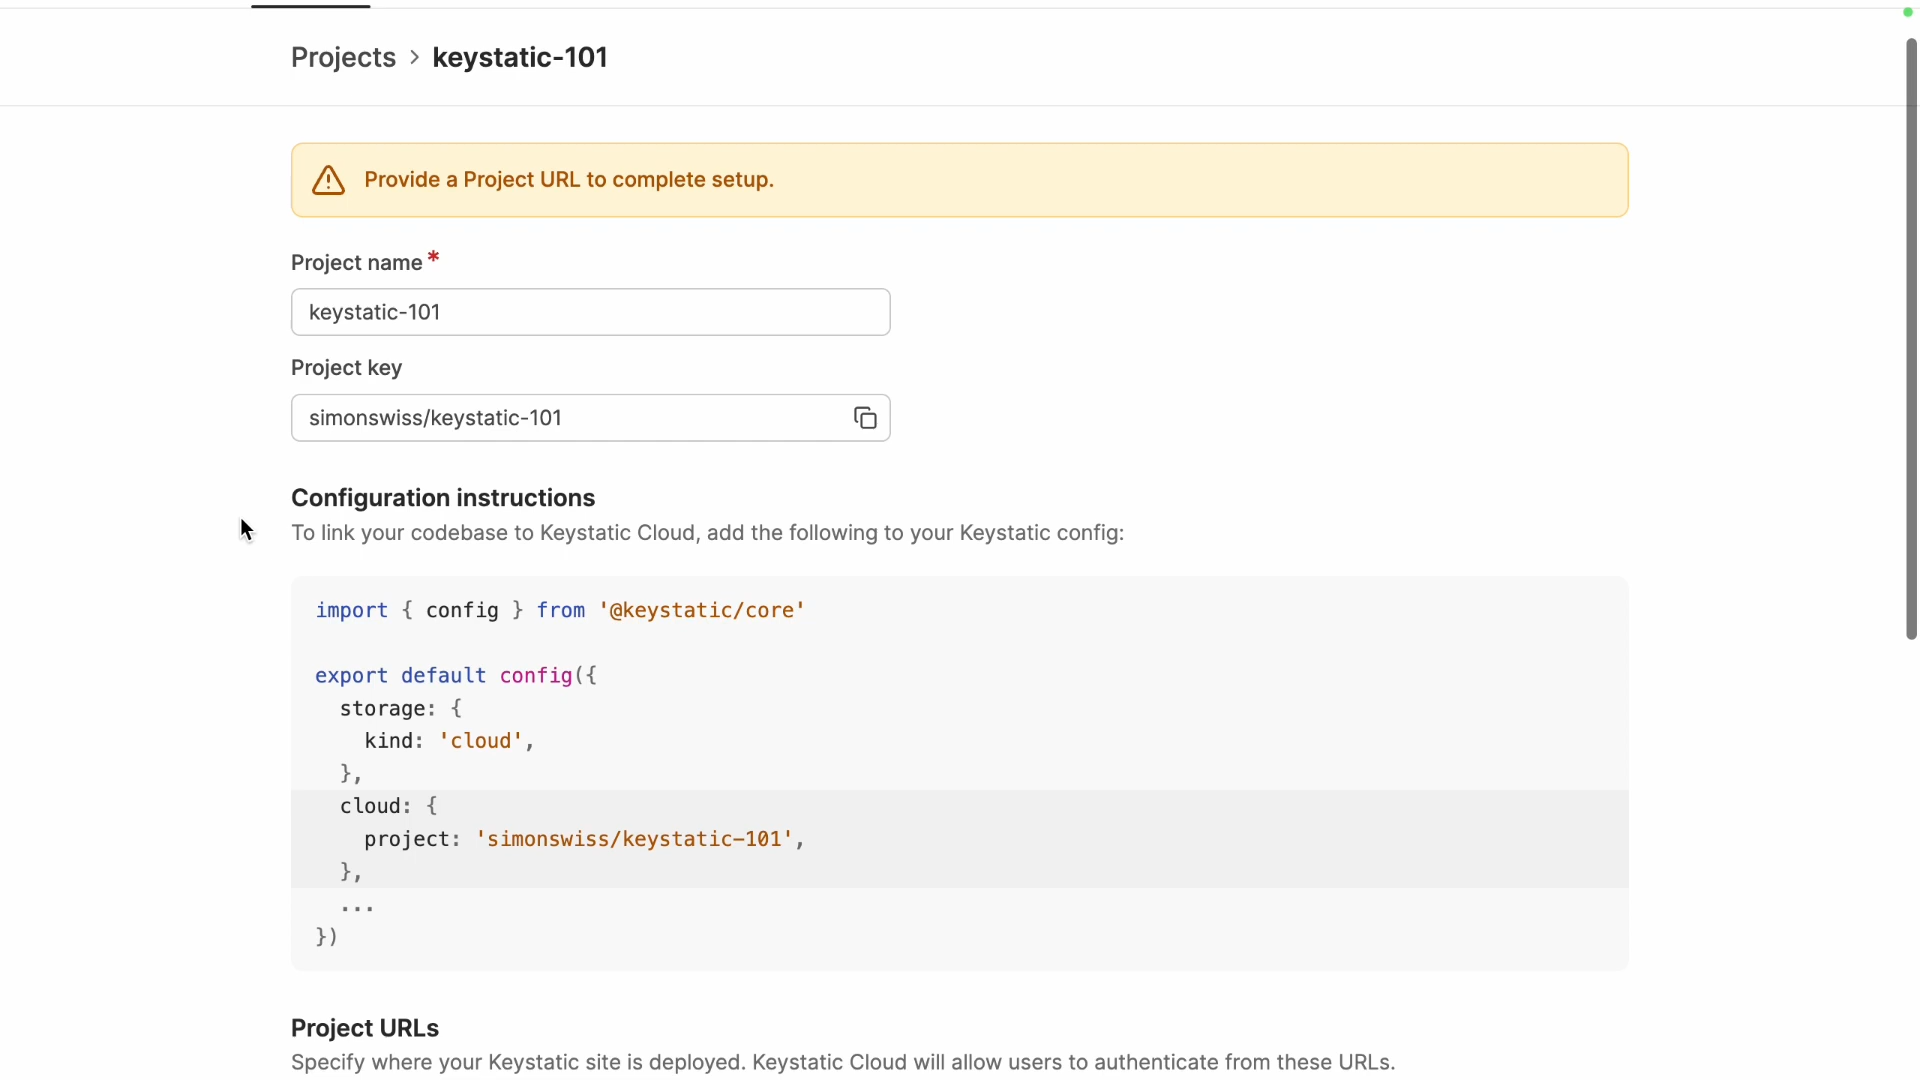 Projects > keystatic-101
Provide a Project URL to complete setup.
Project name *
keystatic-101
Project key
simonswiss/keystatic-101
Configuration instructions
To link your codebase to Keystatic Cloud, add the following to your Keystatic config:
import { config } from '@keystatic/core'
export default config({
  storage: {
    kind: 'cloud',
  },
  cloud: {
    project: 'simonswiss/keystatic-101',
  },
  ...
})
Project URLs
Specify where your Keystatic site is deployed. Keystatic Cloud will allow users to authenticate from these URLs.